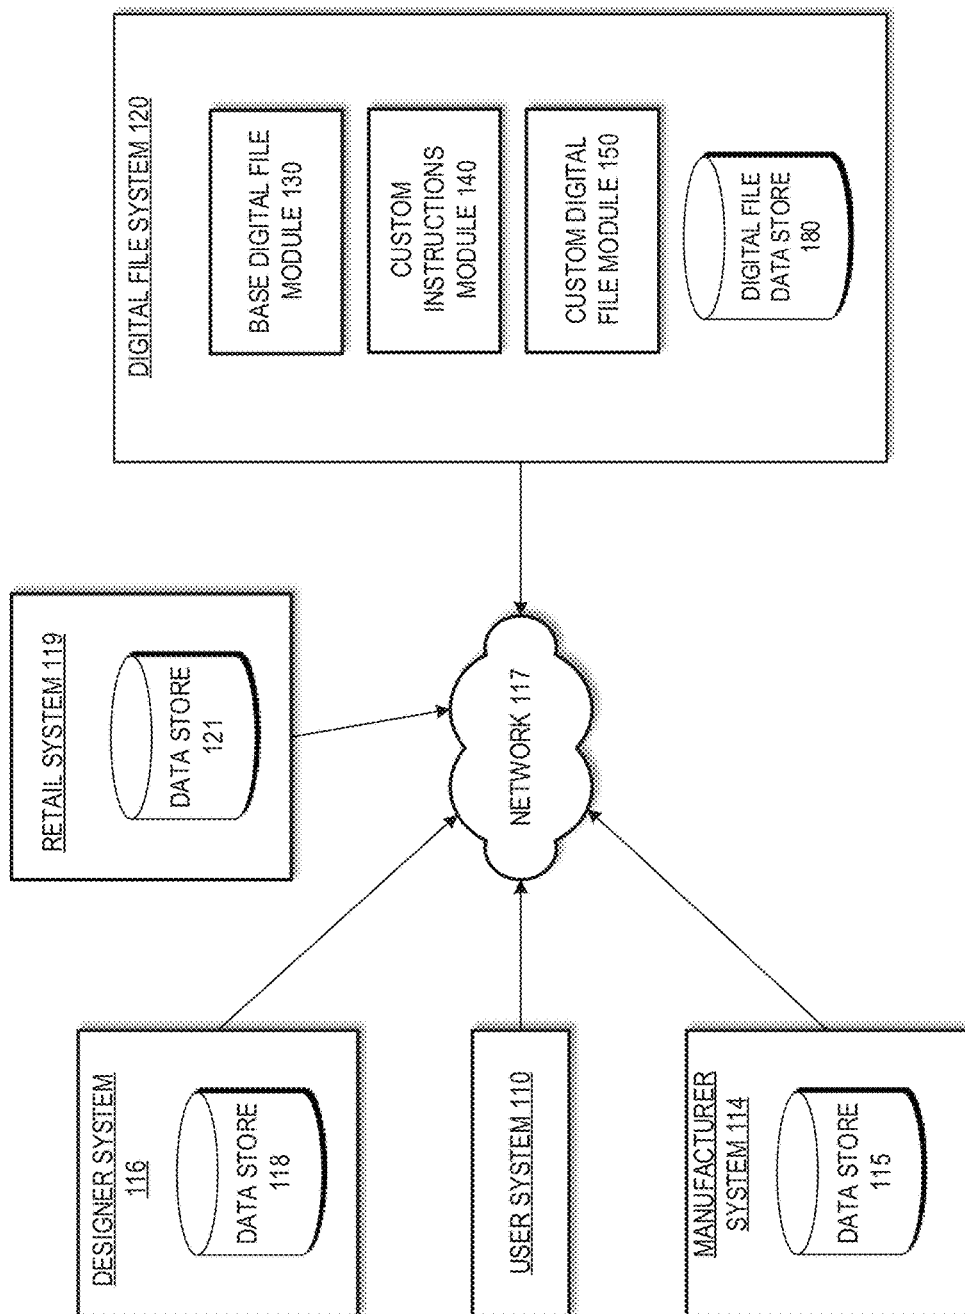 DESIGNER SYSTEM
116
DATA STORE
118
USER SYSTEM 110
MANUFACTURER
SYSTEM 114
DATA STORE
115
RETAIL SYSTEM 119
DATA STORE
121
NETWORK 117
DIGITAL FILE SYSTEM 120
BASE DIGITAL FILE
MODULE 130
CUSTOM
INSTRUCTIONS
MODULE 140
CUSTOM DIGITAL
FILE MODULE 150
DIGITAL FILE
DATA STORE
180